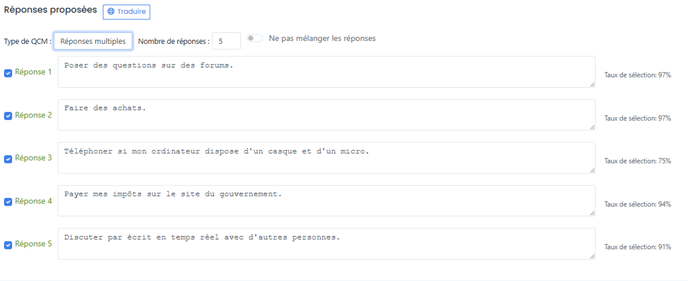 Réponses proposées Traduire
Type de QCM : Réponses multiples Nombre de réponses : 5 Ne pas mélanger les réponses
Réponse 1 Poser des questions sur des forums. Taux de sélection: 97%
Réponse 2 Faire des achats. Taux de sélection: 97%
Réponse 3 Téléphoner si mon ordinateur dispose d'un casque et d'un micro. Taux de sélection: 75%
Réponse 4 Payer mes impôts sur le site du gouvernement. Taux de sélection: 94%
Réponse 5 Discuter par écrit en temps réel avec d'autres personnes. Taux de sélection: 91%